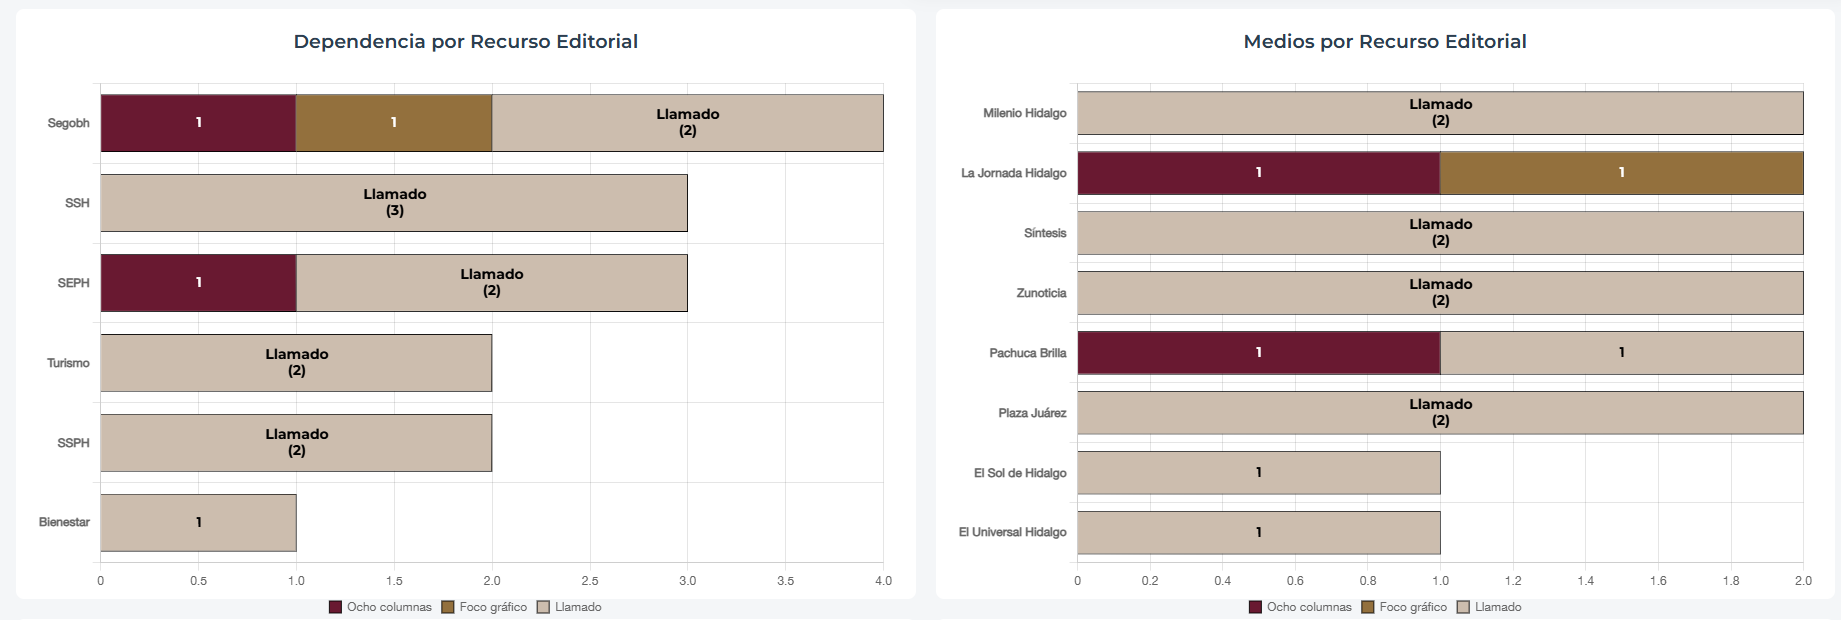 Dependencia por Recurso Editorial
Segobh
1
1
Llamado
(2)
SSH
Llamado
(3)
SEPH
1
Llamado
(2)
Turismo
Llamado
(2)
SSPH
Llamado
(2)
Bienestar
1
0 0.5 1.0 1.5 2.0 2.5 3.0 3.5 4.0
Ocho columnas Foco gráfico Llamado
Medios por Recurso Editorial
Milenio Hidalgo
Llamado
(2)
La Jornada Hidalgo
1
1
Síntesis
Llamado
(2)
Zunoticia
Llamado
(2)
Pachuca Brilla
1
1
Plaza Juárez
Llamado
(2)
El Sol de Hidalgo
1
El Universal Hidalgo
1
0 0.2 0.4 0.6 0.8 1.0 1.2 1.4 1.6 1.8 2.0
Ocho columnas Foco gráfico Llamado